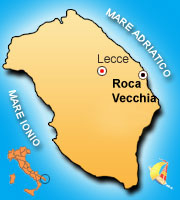 MARE ADRIATICO
Lecce
Roca
Vecchia
MARE IONIO